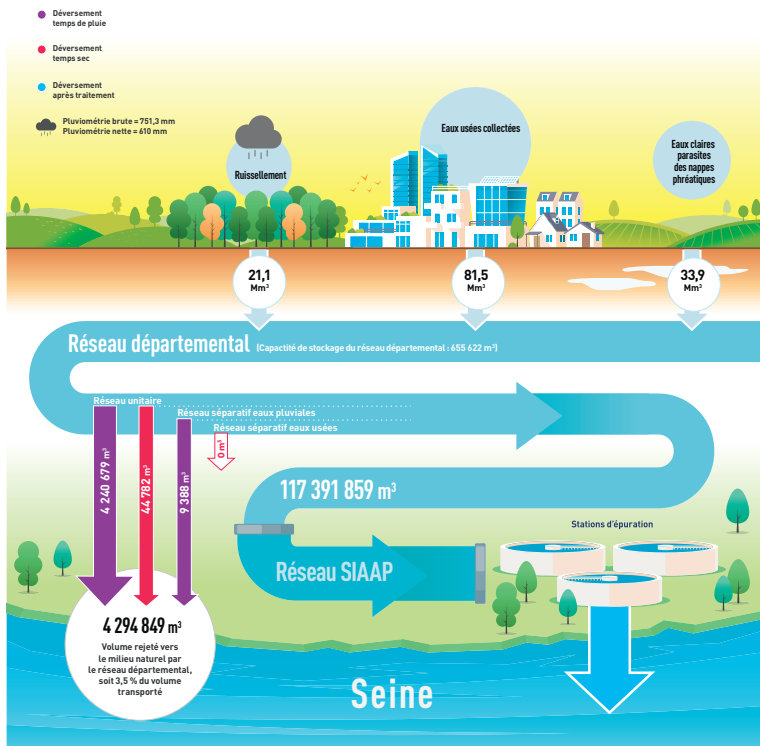 Déversement
temps de pluie
Déversement
temps sec
Déversement
après traitement
Pluviométrie brute = 751,3 mm
Pluviométrie nette = 610 mm
Ruissellement
Eaux usées collectées
Eaux claires
parasites
des nappes
phréatiques
21,1
Mm³
81,5
Mm³
33,9
Mm³
Réseau départemental (Capacité de stockage du réseau départemental : 655 622 m³)
Réseau unitaire
Réseau séparatif eaux pluviales
Réseau séparatif eaux usées
4 240 679 m³
44 782 m³
9 388 m³
0 m³
117 391 859 m³
Stations d'épuration
Réseau SIAAP
4 294 849 m³
Volume rejeté vers
le milieu naturel par
le réseau départemental,
soit 3,5 % du volume
transporté
Seine